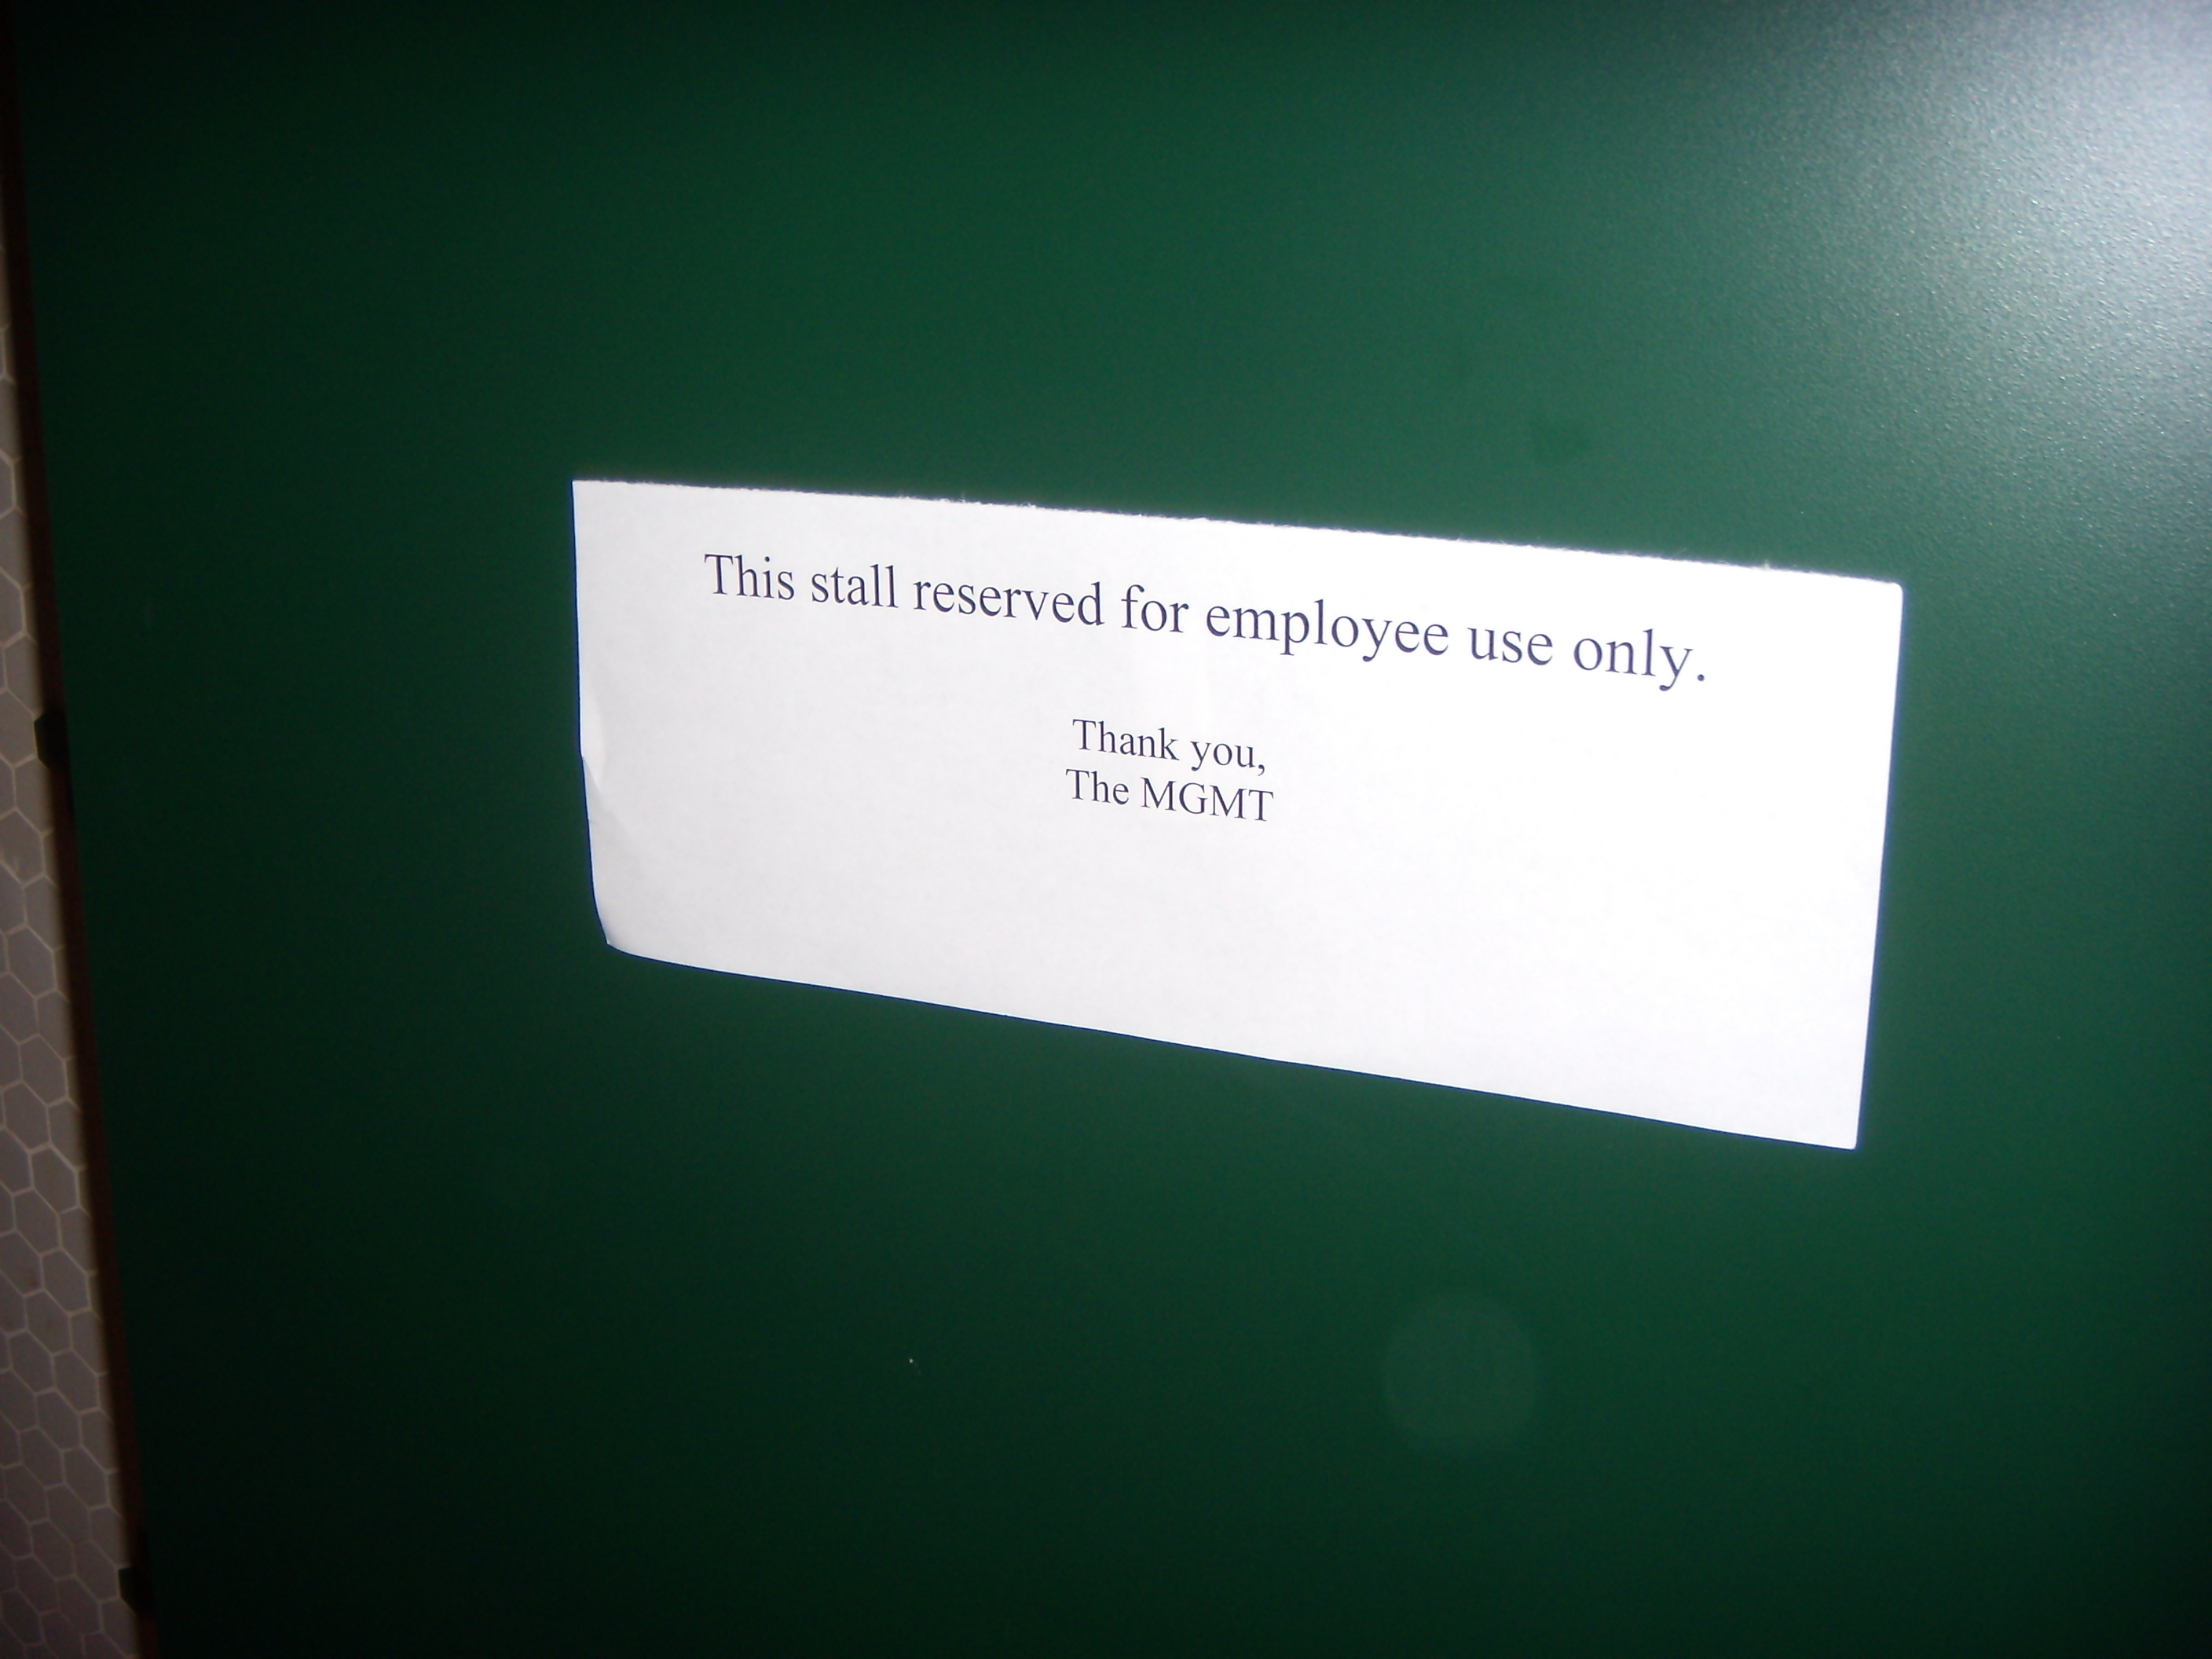 This stall reserved for employee use only.
Thank you,
The MGMT